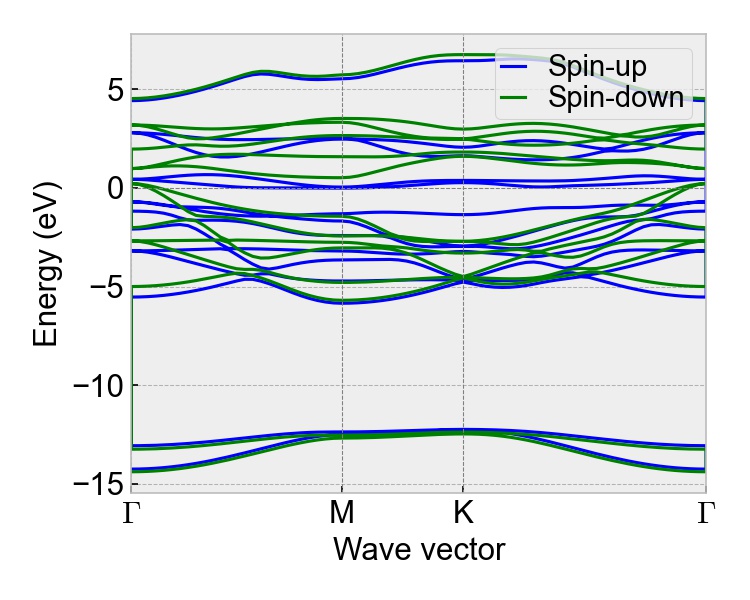 Spin-up
Spin-down
5
0
−5
−10
−15
Energy (eV)
Γ M K Γ
Wave vector